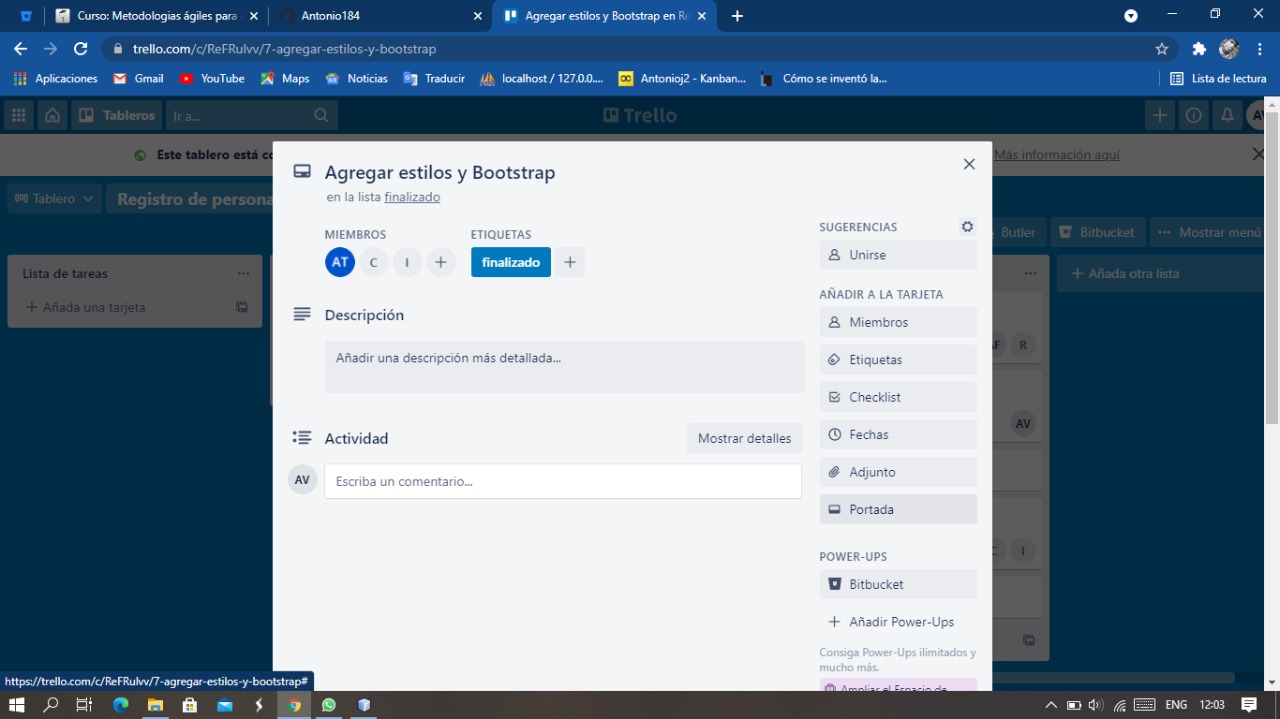 Curso: Metodologias ágiles para
Antonio184
Agregar estilos y Bootstrap en Re
trello.com/c/ReFRulvv/7-agregar-estilos-y-bootstrap
Aplicaciones
Gmail
YouTube
Maps
Noticias
Traducir
localhost / 127.0.0....
Antonioj2 - Kanban...
Cómo se inventó la...
Lista de lectura
Tableros
Ir a...
Trello
AV
Este tablero está co
Más información aquí
Tablero
Registro de persona
Butler
Bitbucket
Mostrar menú
Lista de tareas
Añada una tarjeta
Añada otra lista
AF R
AV
C I
Agregar estilos y Bootstrap
en la lista finalizado
MIEMBROS
ETIQUETAS
AT C I
finalizado
Descripción
Añadir una descripción más detallada...
Actividad
Mostrar detalles
AV
Escriba un comentario...
SUGERENCIAS
Unirse
AÑADIR A LA TARJETA
Miembros
Etiquetas
Checklist
Fechas
Adjunto
Portada
POWER-UPS
Bitbucket
Añadir Power-Ups
Consiga Power-Ups ilimitados y
mucho más.
Ampliar el Espacio de
https://trello.com/c/ReFRulvv/7-agregar-estilos-y-bootstrap#
ENG 12:03